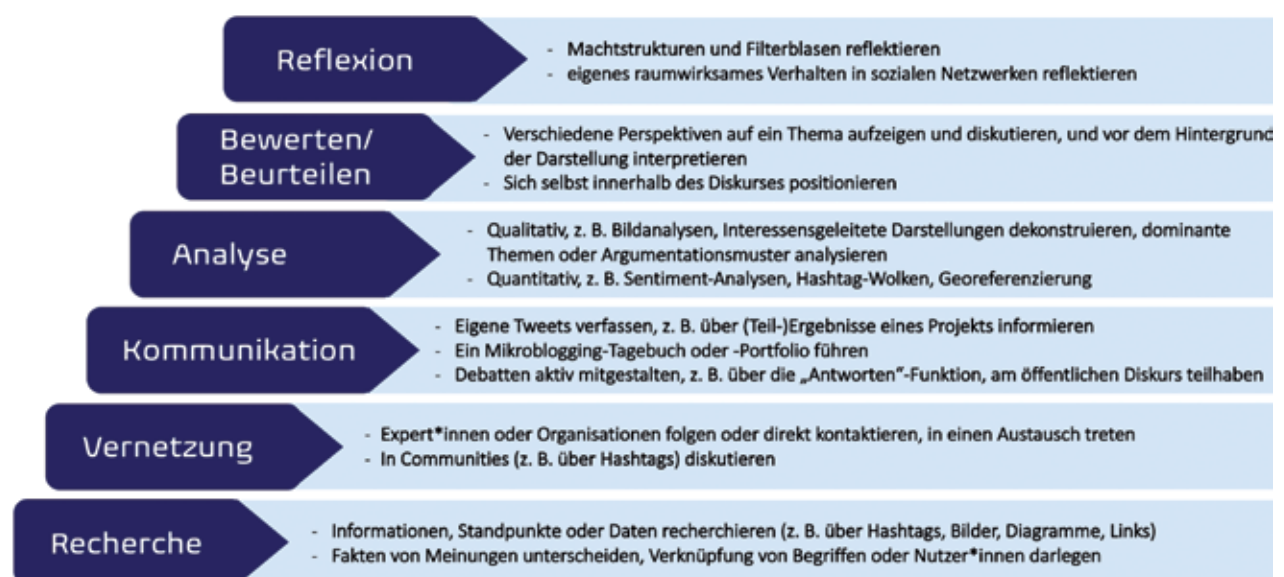 Reflexion
- Machtstrukturen und Filterblasen reflektieren
- eigenes raumwirksames Verhalten in sozialen Netzwerken reflektieren
Bewerten/
Beurteilen
- Verschiedene Perspektiven auf ein Thema aufzeigen und diskutieren, und vor dem Hintergrund
der Darstellung interpretieren
- Sich selbst innerhalb des Diskurses positionieren
Analyse
- Qualitativ, z. B. Bildanalysen, Interessensgeleitete Darstellungen dekonstruieren, dominante
Themen oder Argumentationsmuster analysieren
- Quantitativ, z. B. Sentiment-Analysen, Hashtag-Wolken, Georeferenzierung
Kommunikation
- Eigene Tweets verfassen, z. B. über (Teil-)Ergebnisse eines Projekts informieren
- Ein Mikroblogging-Tagebuch oder -Portfolio führen
- Debatten aktiv mitgestalten, z. B. über die „Antworten“-Funktion, am öffentlichen Diskurs teilhaben
Vernetzung
- Expert*innen oder Organisationen folgen oder direkt kontaktieren, in einen Austausch treten
- In Communities (z. B. über Hashtags) diskutieren
Recherche
- Informationen, Standpunkte oder Daten recherchieren (z. B. über Hashtags, Bilder, Diagramme, Links)
- Fakten von Meinungen unterscheiden, Verknüpfung von Begriffen oder Nutzer*innen darlegen